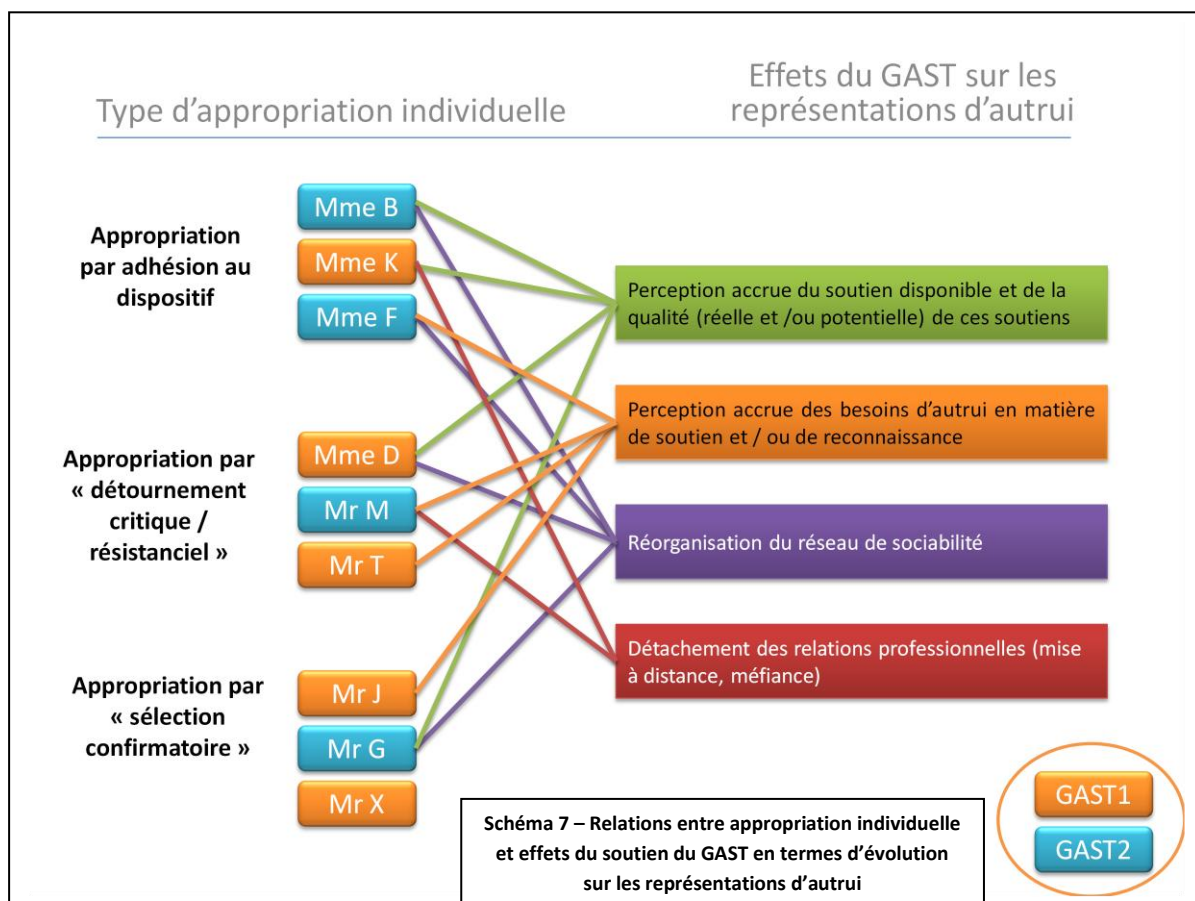 Type d'appropriation individuelle
Effets du GAST sur les
représentations d'autrui
Appropriation
par adhésion au
dispositif
Mme B
Mme K
Mme F
Appropriation par
« détournement
critique /
résistanciel »
Mme D
Mr M
Mr T
Appropriation par
« sélection
confirmatoire »
Mr J
Mr G
Mr X
Perception accrue du soutien disponible et de la
qualité (réelle et /ou potentielle) de ces soutiens
Perception accrue des besoins d'autrui en matière
de soutien et / ou de reconnaissance
Réorganisation du réseau de sociabilité
Détachement des relations professionnelles (mise
à distance, méfiance)
GAST1
GAST2
Schéma 7 – Relations entre appropriation individuelle
et effets du soutien du GAST en termes d'évolution
sur les représentations d'autrui